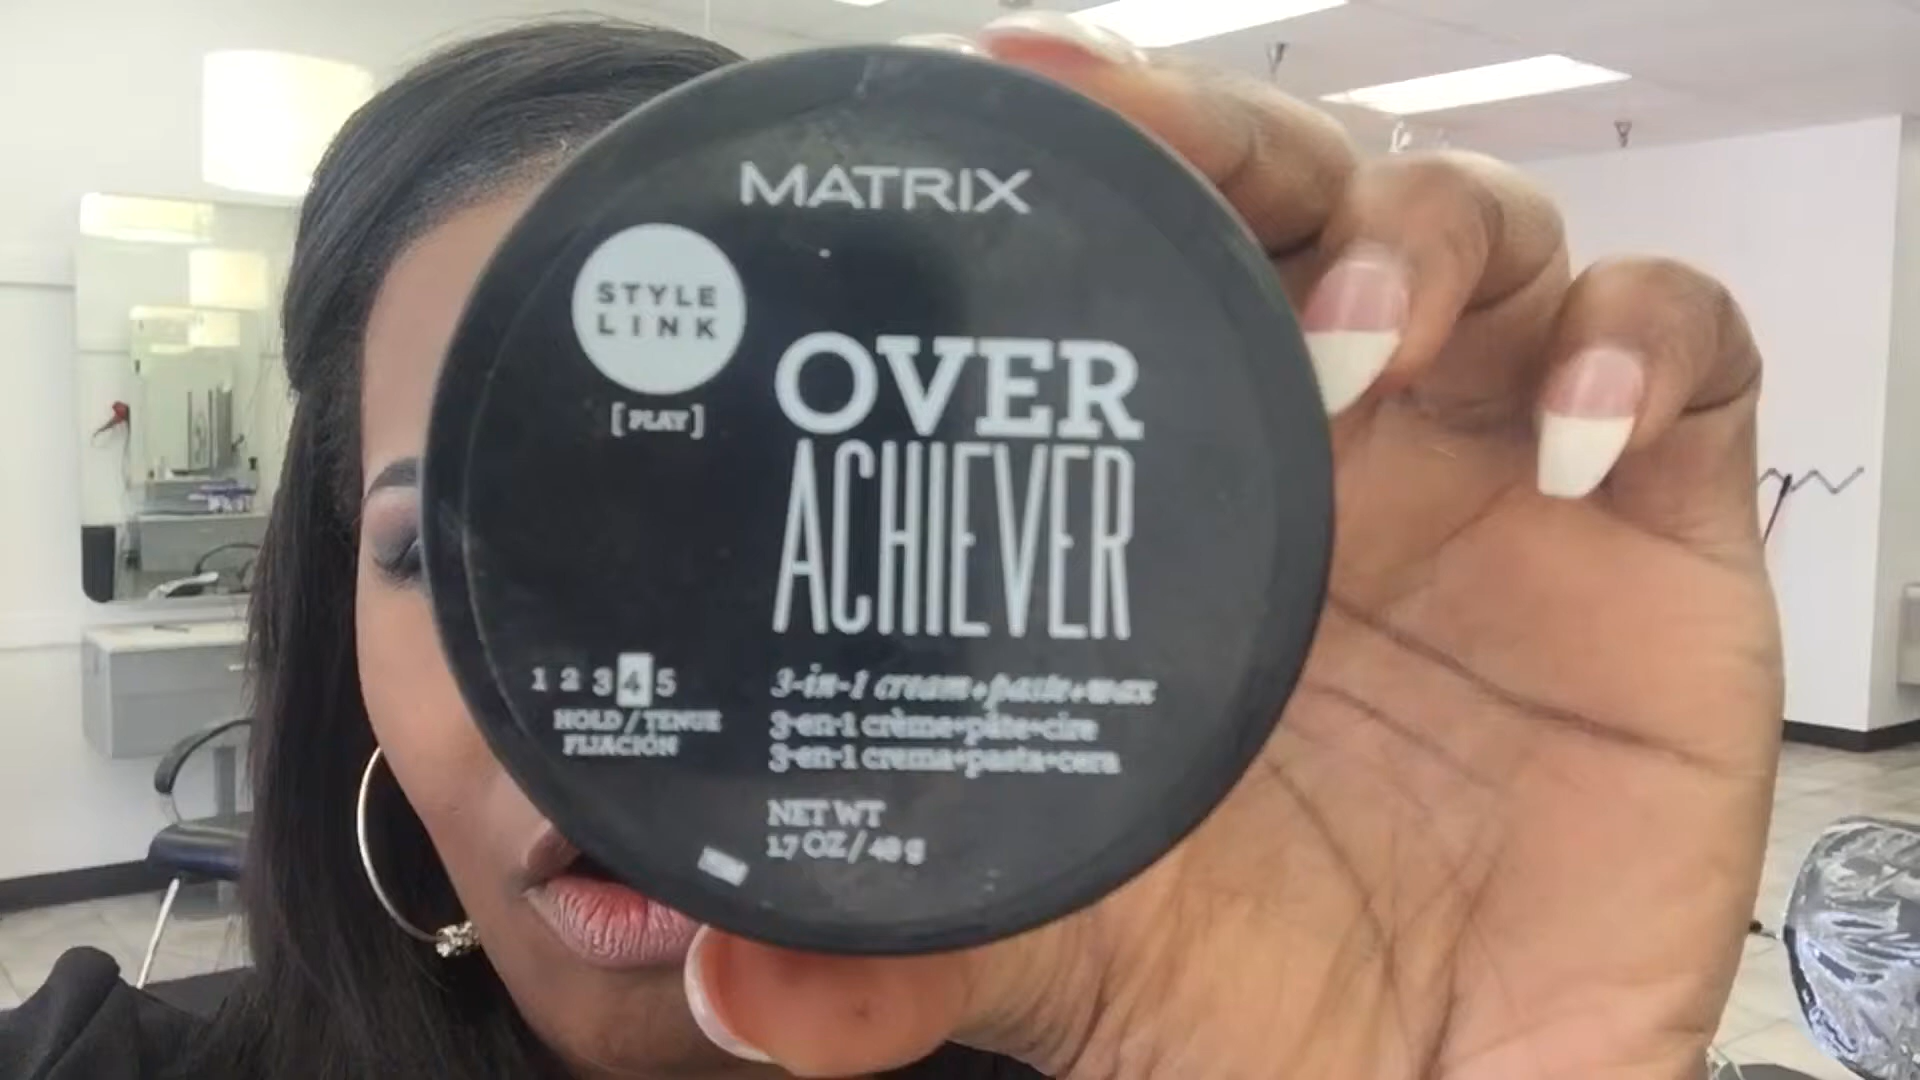 MATRIX
STYLE
LINK
[PLAY]
OVER
ACHIEVER
1 2 3 4 5
HOLD/TENUE
FIJACIÓN
3-in-1 cream+paste+wax
3-en-1 crème+pâte+cire
3-en-1 crema+pasta+cera
NET WT
1.7 OZ/49 g